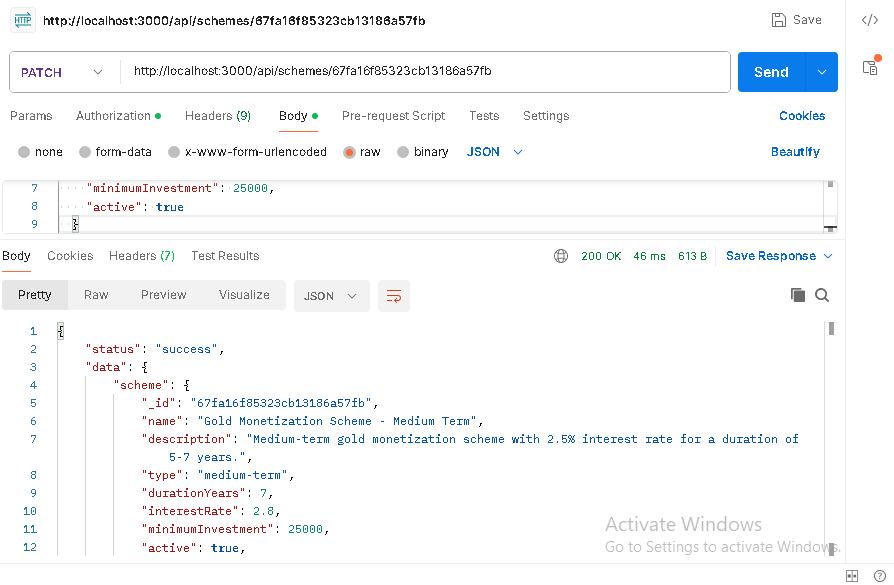 HTTP http://localhost:3000/api/schemes/67fa16f85323cb13186a57fb Save </>
PATCH http://localhost:3000/api/schemes/67fa16f85323cb13186a57fb Send
Params Authorization Headers (9) Body Pre-request Script Tests Settings Cookies
none form-data x-www-form-urlencoded raw binary JSON Beautify
7 "minimumInvestment": 25000,
8 "active": true
9 }
Body Cookies Headers (7) Test Results 200 OK 46 ms 613 B Save Response
Pretty Raw Preview Visualize JSON
1 {
2 "status": "success",
3 "data": {
4 "scheme": {
5 "_id": "67fa16f85323cb13186a57fb",
6 "name": "Gold Monetization Scheme - Medium Term",
7 "description": "Medium-term gold monetization scheme with 2.5% interest rate for a duration of
5-7 years.",
8 "type": "medium-term",
9 "durationYears": 7,
10 "interestRate": 2.8,
11 "minimumInvestment": 25000,
12 "active": true,
Activate Windows
Go to Settings to activate Windows.